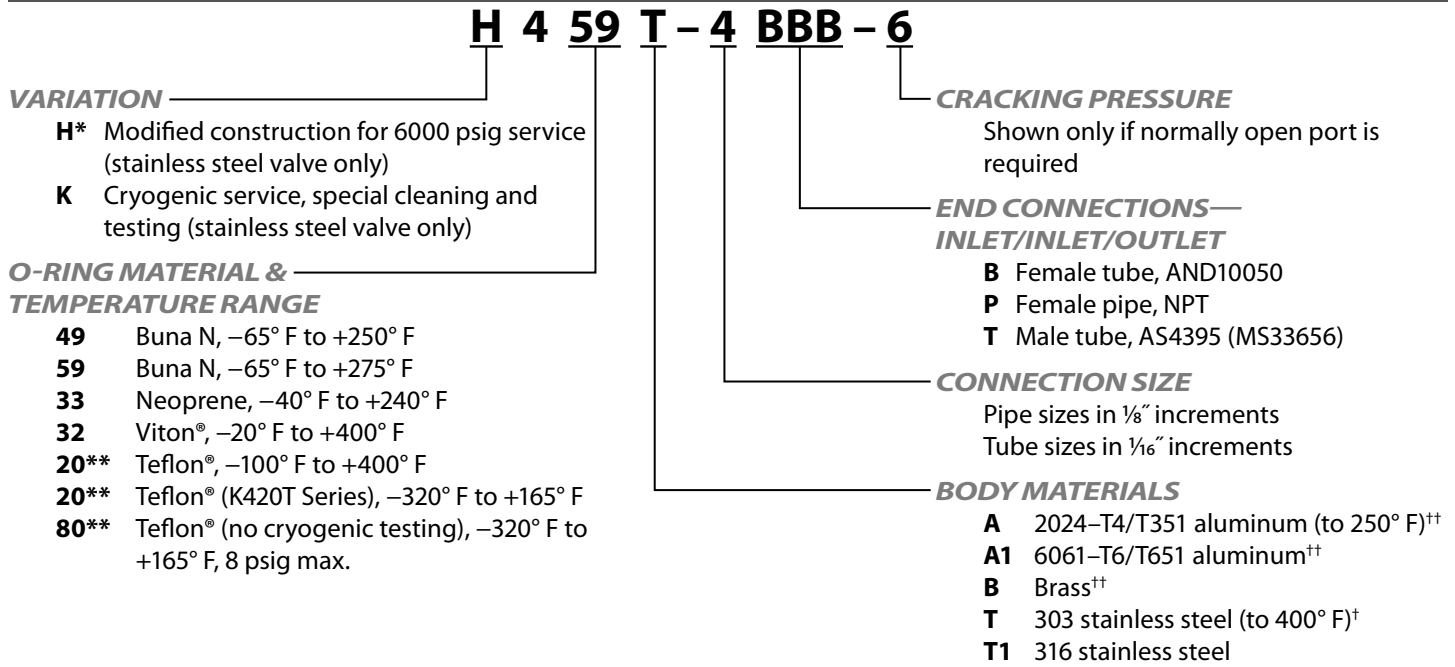 H 4 59 T – 4 BBB – 6
VARIATION
H* Modified construction for 6000 psig service
(stainless steel valve only)
K Cryogenic service, special cleaning and
testing (stainless steel valve only)
O-RING MATERIAL &
TEMPERATURE RANGE
49 Buna N, –65° F to +250° F
59 Buna N, –65° F to +275° F
33 Neoprene, –40° F to +240° F
32 Viton®, –20° F to +400° F
20** Teflon®, –100° F to +400° F
20** Teflon® (K420T Series), –320° F to +165° F
80** Teflon® (no cryogenic testing), –320° F to
+165° F, 8 psig max.
CRACKING PRESSURE
Shown only if normally open port is
required
END CONNECTIONS—
INLET/INLET/OUTLET
B Female tube, AND10050
P Female pipe, NPT
T Male tube, AS4395 (MS33656)
CONNECTION SIZE
Pipe sizes in ⅛˝ increments
Tube sizes in ¹⁄₁₆˝ increments
BODY MATERIALS
A 2024–T4/T351 aluminum (to 250° F)††
A1 6061–T6/T651 aluminum††
B Brass††
T 303 stainless steel (to 400° F)†
T1 316 stainless steel